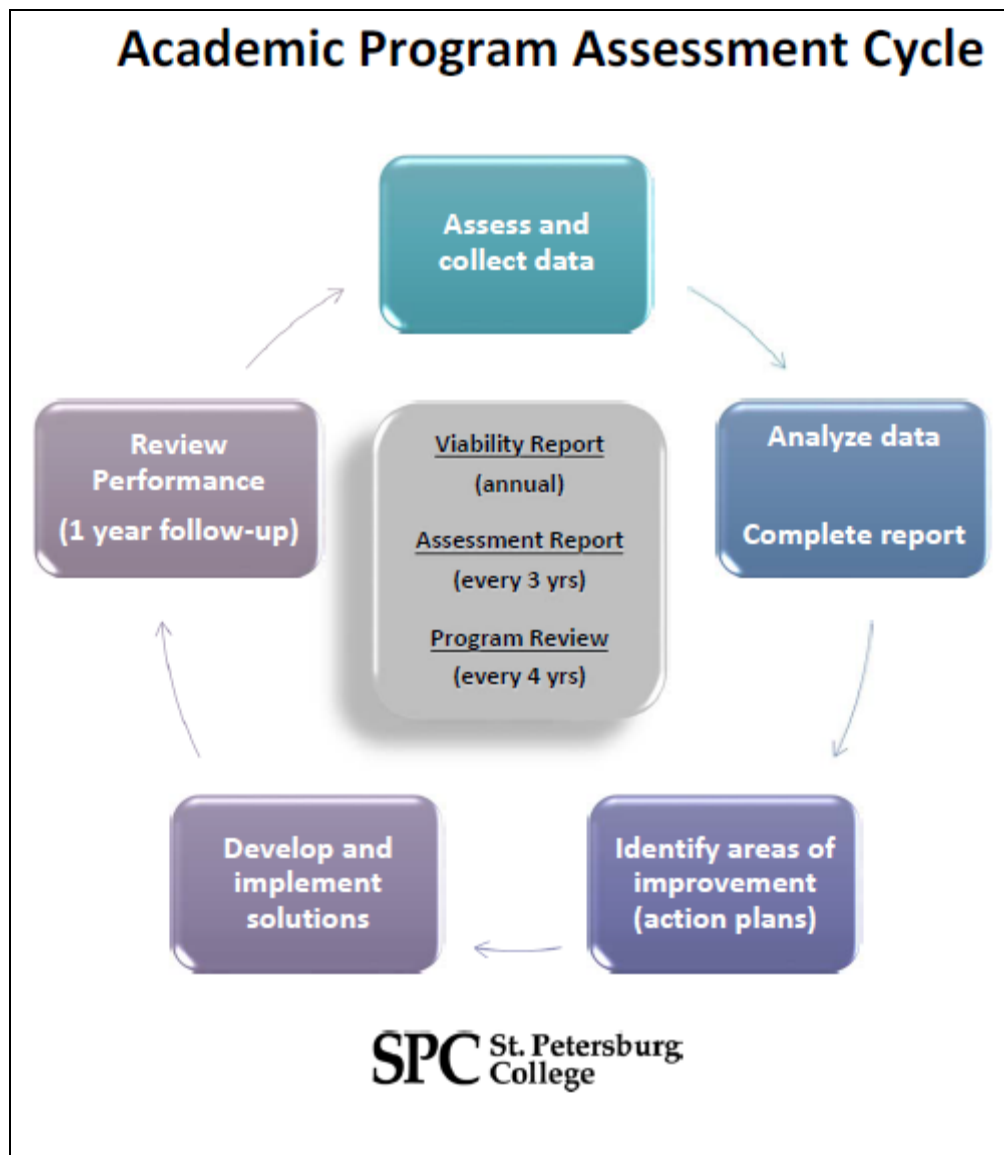 Academic Program Assessment Cycle
Assess and
collect data
Analyze data
Complete report
Identify areas of
improvement
(action plans)
Develop and
implement
solutions
Review
Performance
(1 year follow-up)
Viability Report
(annual)
Assessment Report
(every 3 yrs)
Program Review
(every 4 yrs)
SPC St. Petersburg
College